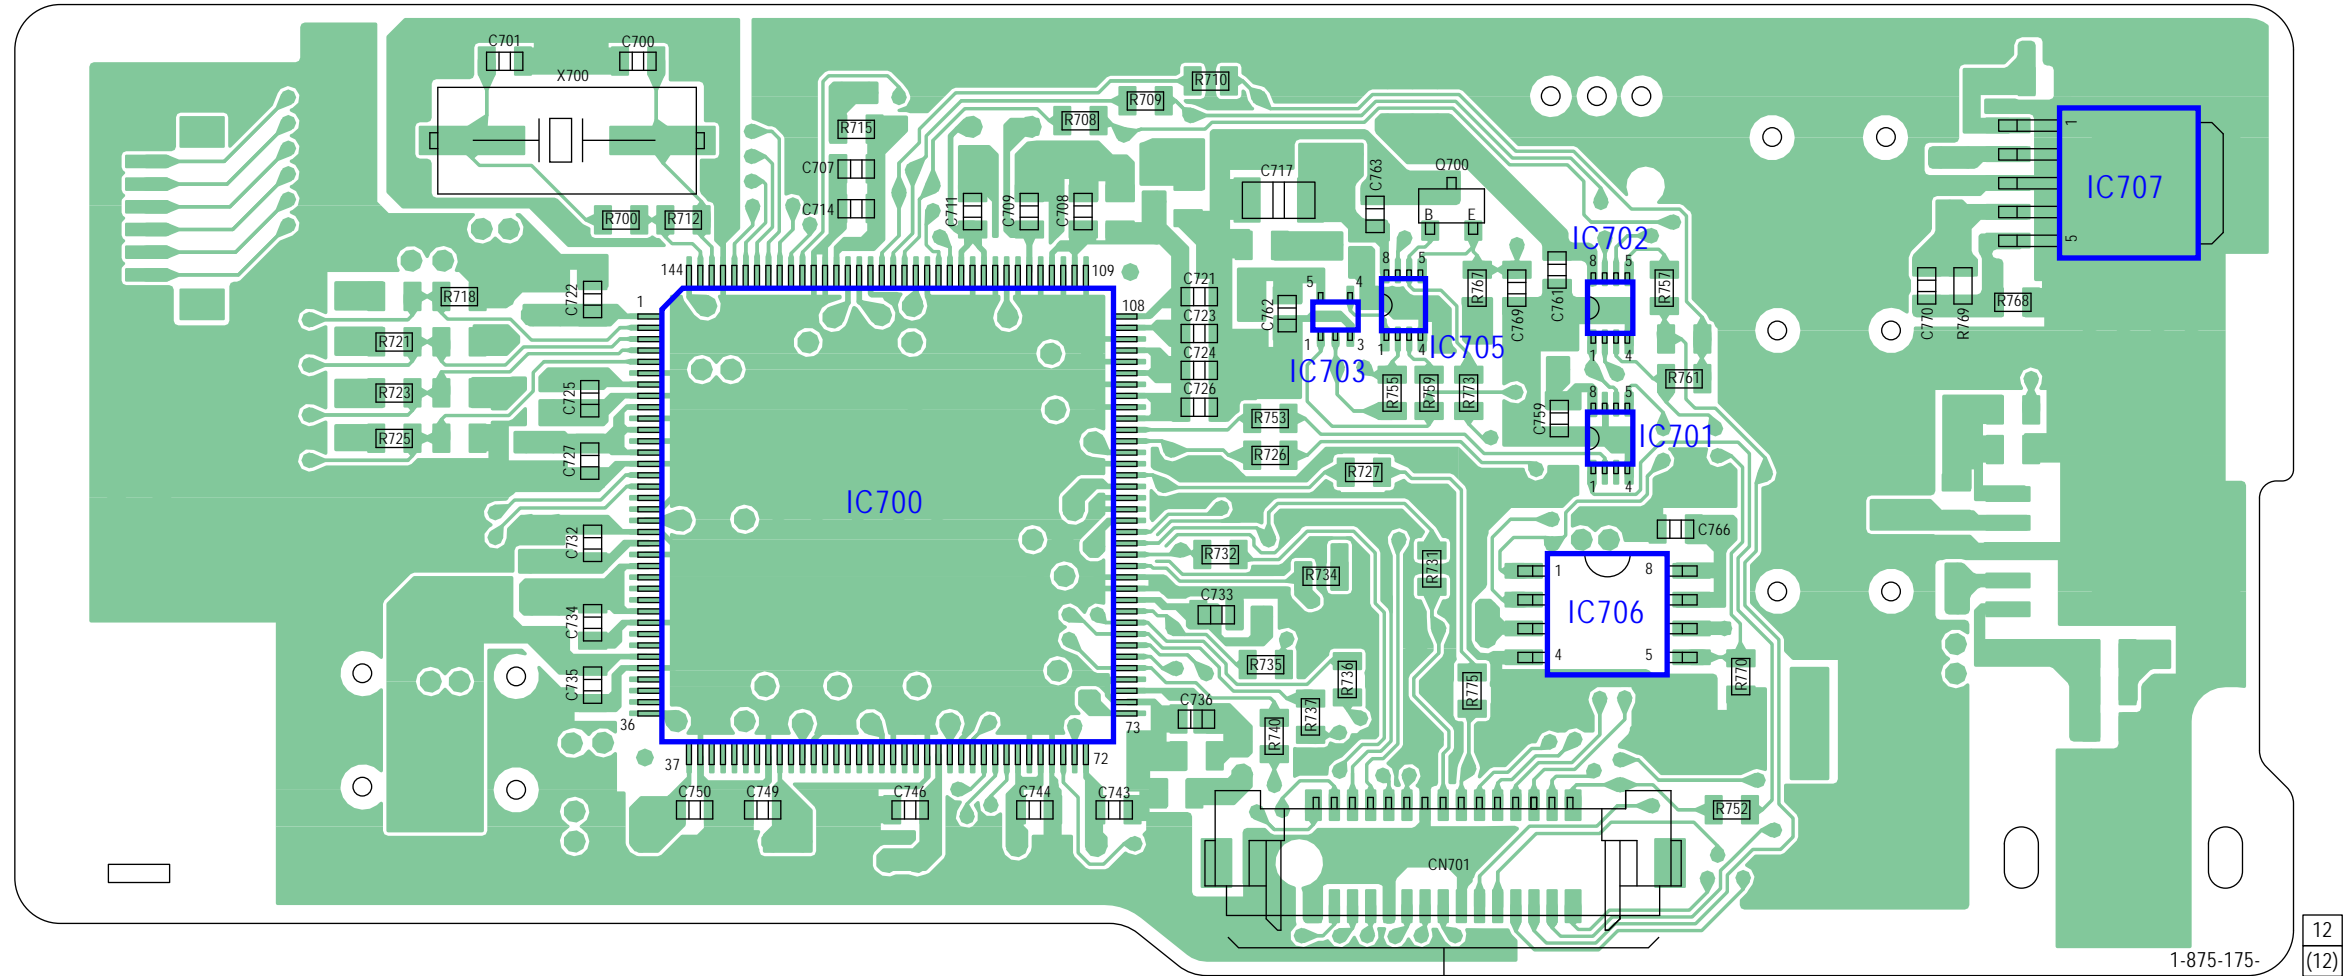 C701
C700
X700
R710
R709
R708
R715
C707
C714
C711
C709
C708
C717
C763
Q700
B
E
IC707
1
5
R700
R712
IC702
8
5
1
4
144
109
1
108
R718
C722
R721
R723
C725
R725
C727
C721
C723
C724
C726
C762
5
4
1
3
IC703
8
5
1
4
IC705
R767
C769
C761
R757
C770
R769
R768
R755
R759
R773
R761
C759
8
5
IC701
1
4
R753
R726
R727
IC700
C732
C734
C735
36
37
73
72
R732
R734
R731
C733
R735
R736
C736
R740
R737
R775
C766
1
8
IC706
4
5
R770
C750
C749
C746
C744
C743
R752
CN701
1-875-175-
12
(12)